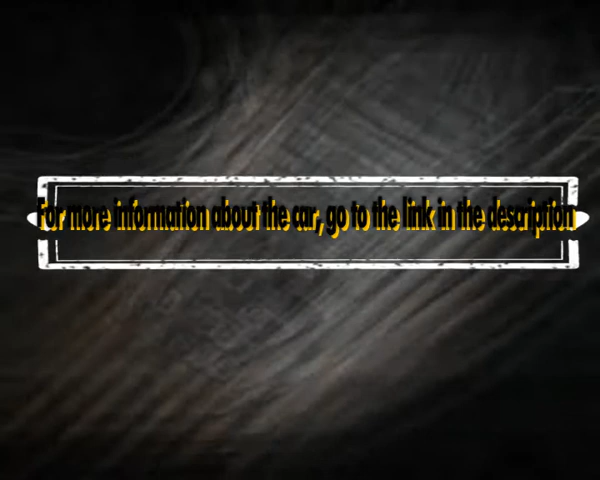 For more information about the car, go to the link in the description